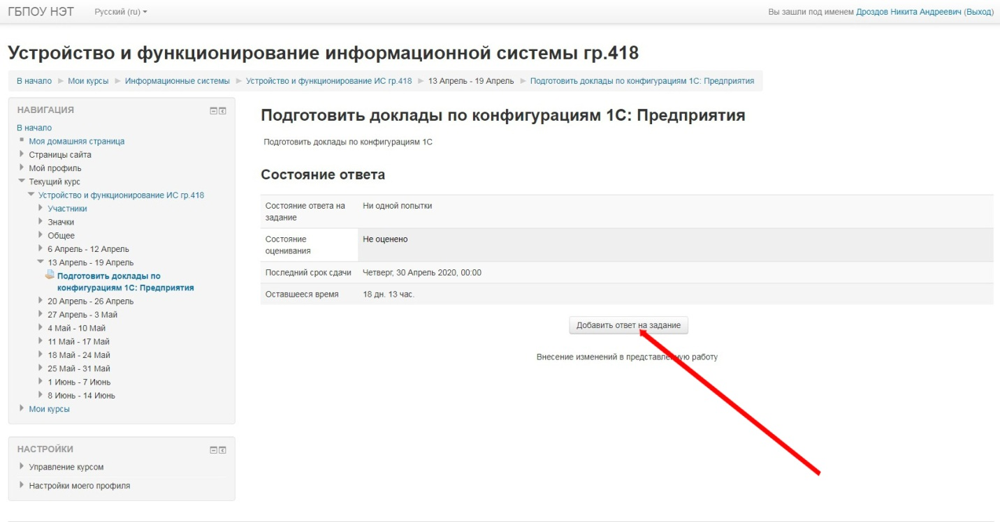 ГБПОУ НЭТ
Русский (ru)
Вы зашли под именем Дроздов Никита Андреевич (Выход)
Устройство и функционирование информационной системы гр.418
В начало Мои курсы Информационные системы Устройство и функционирование ИС гр.418 13 Апрель - 19 Апрель Подготовить доклады по конфигурациям 1С: Предприятия
НАВИГАЦИЯ
В начало
Моя домашняя страница
Страницы сайта
Мой профиль
Текущий курс
Устройство и функционирование ИС гр.418
Участники
Значки
Общее
6 Апрель - 12 Апрель
13 Апрель - 19 Апрель
Подготовить доклады по
конфигурациям 1С: Предприятия
20 Апрель - 26 Апрель
27 Апрель - 3 Май
4 Май - 10 Май
11 Май - 17 Май
18 Май - 24 Май
25 Май - 31 Май
1 Июнь - 7 Июнь
8 Июнь - 14 Июнь
Мои курсы
НАСТРОЙКИ
Управление курсом
Настройки моего профиля
Подготовить доклады по конфигурациям 1С: Предприятия
Подготовить доклады по конфигурациям 1С
Состояние ответа
Состояние ответа на
задание
Ни одной попытки
Состояние
оценивания
Не оценено
Последний срок сдачи
Четверг, 30 Апрель 2020, 00:00
Оставшееся время
18 дн. 13 час.
Добавить ответ на задание
Внесение изменений в представленную работу